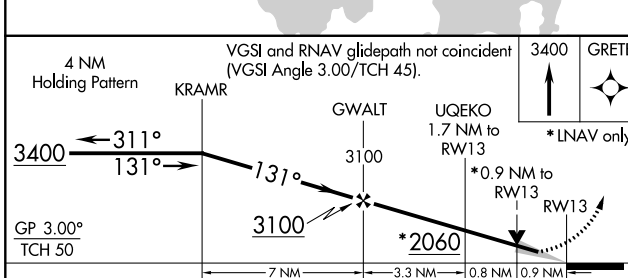 4 NM
Holding Pattern
VGSI and RNAV glidepath not coincident
(VGSI Angle 3.00/TCH 45).
3400
KRAMR
GWALT
UQEKO
1.7 NM to
RW13
*LNAV only
311°
3400
131°
131°
3100
*0.9 NM to
RW13
RW13
3100
*2060
GP 3.00°
TCH 50
7 NM
3.3 NM
0.8 NM
0.9 NM